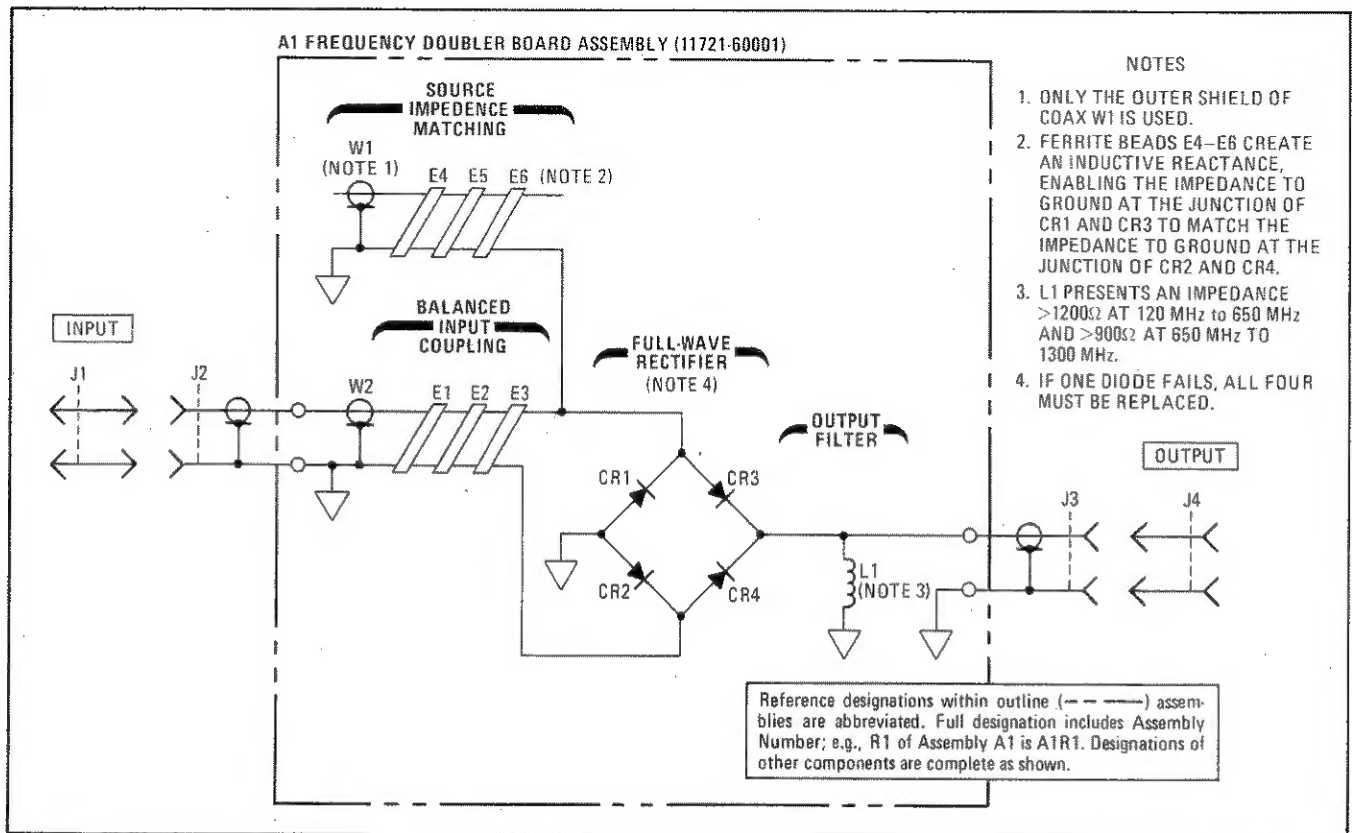 A1 FREQUENCY DOUBLER BOARD ASSEMBLY (11721-60001)
SOURCE
IMPEDENCE
MATCHING
W1
(NOTE 1)
E4 E5 E6 (NOTE 2)
BALANCED
INPUT
COUPLING
INPUT
J1
J2
W2
E1 E2 E3
FULL-WAVE
RECTIFIER
(NOTE 4)
OUTPUT
FILTER
CR1
CR3
CR2
CR4
L1
(NOTE 3)
OUTPUT
J3
J4
NOTES
1. ONLY THE OUTER SHIELD OF
COAX W1 IS USED.
2. FERRITE BEADS E4–E6 CREATE
AN INDUCTIVE REACTANCE,
ENABLING THE IMPEDANCE TO
GROUND AT THE JUNCTION OF
CR1 AND CR3 TO MATCH THE
IMPEDANCE TO GROUND AT THE
JUNCTION OF CR2 AND CR4.
3. L1 PRESENTS AN IMPEDANCE
>1200Ω AT 120 MHz to 650 MHz
AND >900Ω AT 650 MHz TO
1300 MHz.
4. IF ONE DIODE FAILS, ALL FOUR
MUST BE REPLACED.
Reference designations within outline (– – ——) assem-
blies are abbreviated. Full designation includes Assembly
Number; e.g., R1 of Assembly A1 is A1R1. Designations of
other components are complete as shown.